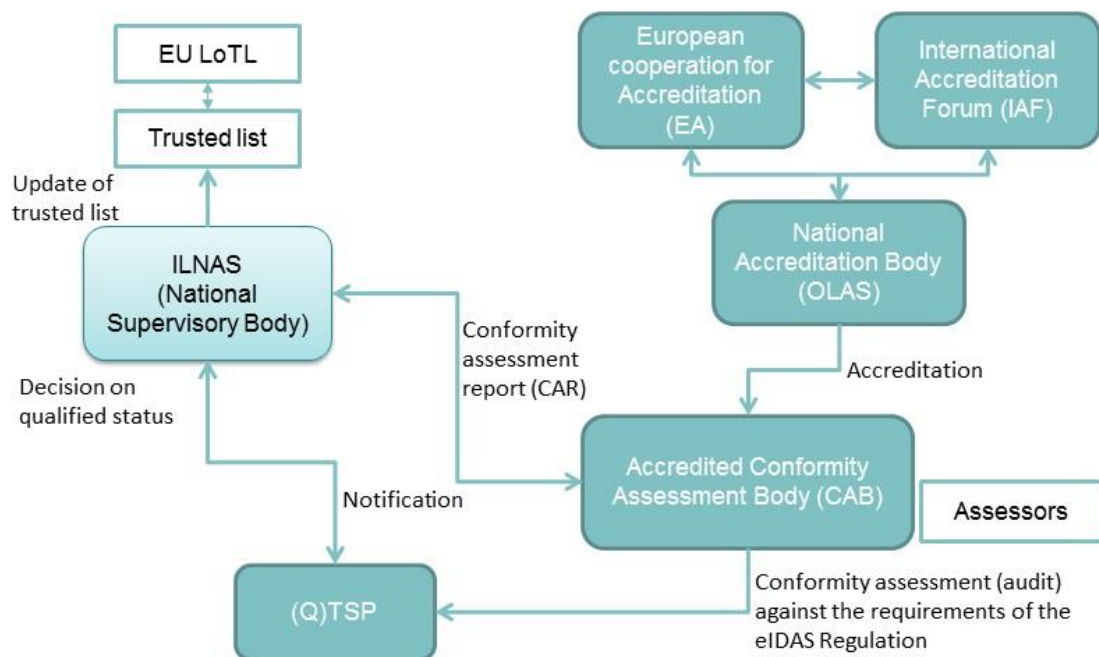 EU LoTL
Trusted list
Update of
trusted list
ILNAS
(National
Supervisory Body)
Decision on
qualified status
Notification
(Q)TSP
Conformity
assessment
report (CAR)
European
cooperation for
Accreditation
(EA)
International
Accreditation
Forum (IAF)
National
Accreditation Body
(OLAS)
Accreditation
Accredited Conformity
Assessment Body (CAB)
Assessors
Conformity assessment (audit)
against the requirements of the
eIDAS Regulation